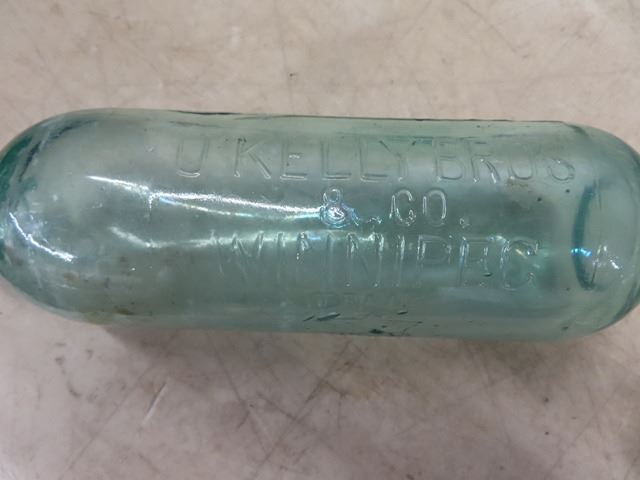 O'KELLY BROS
& CO.
WINNIPEG